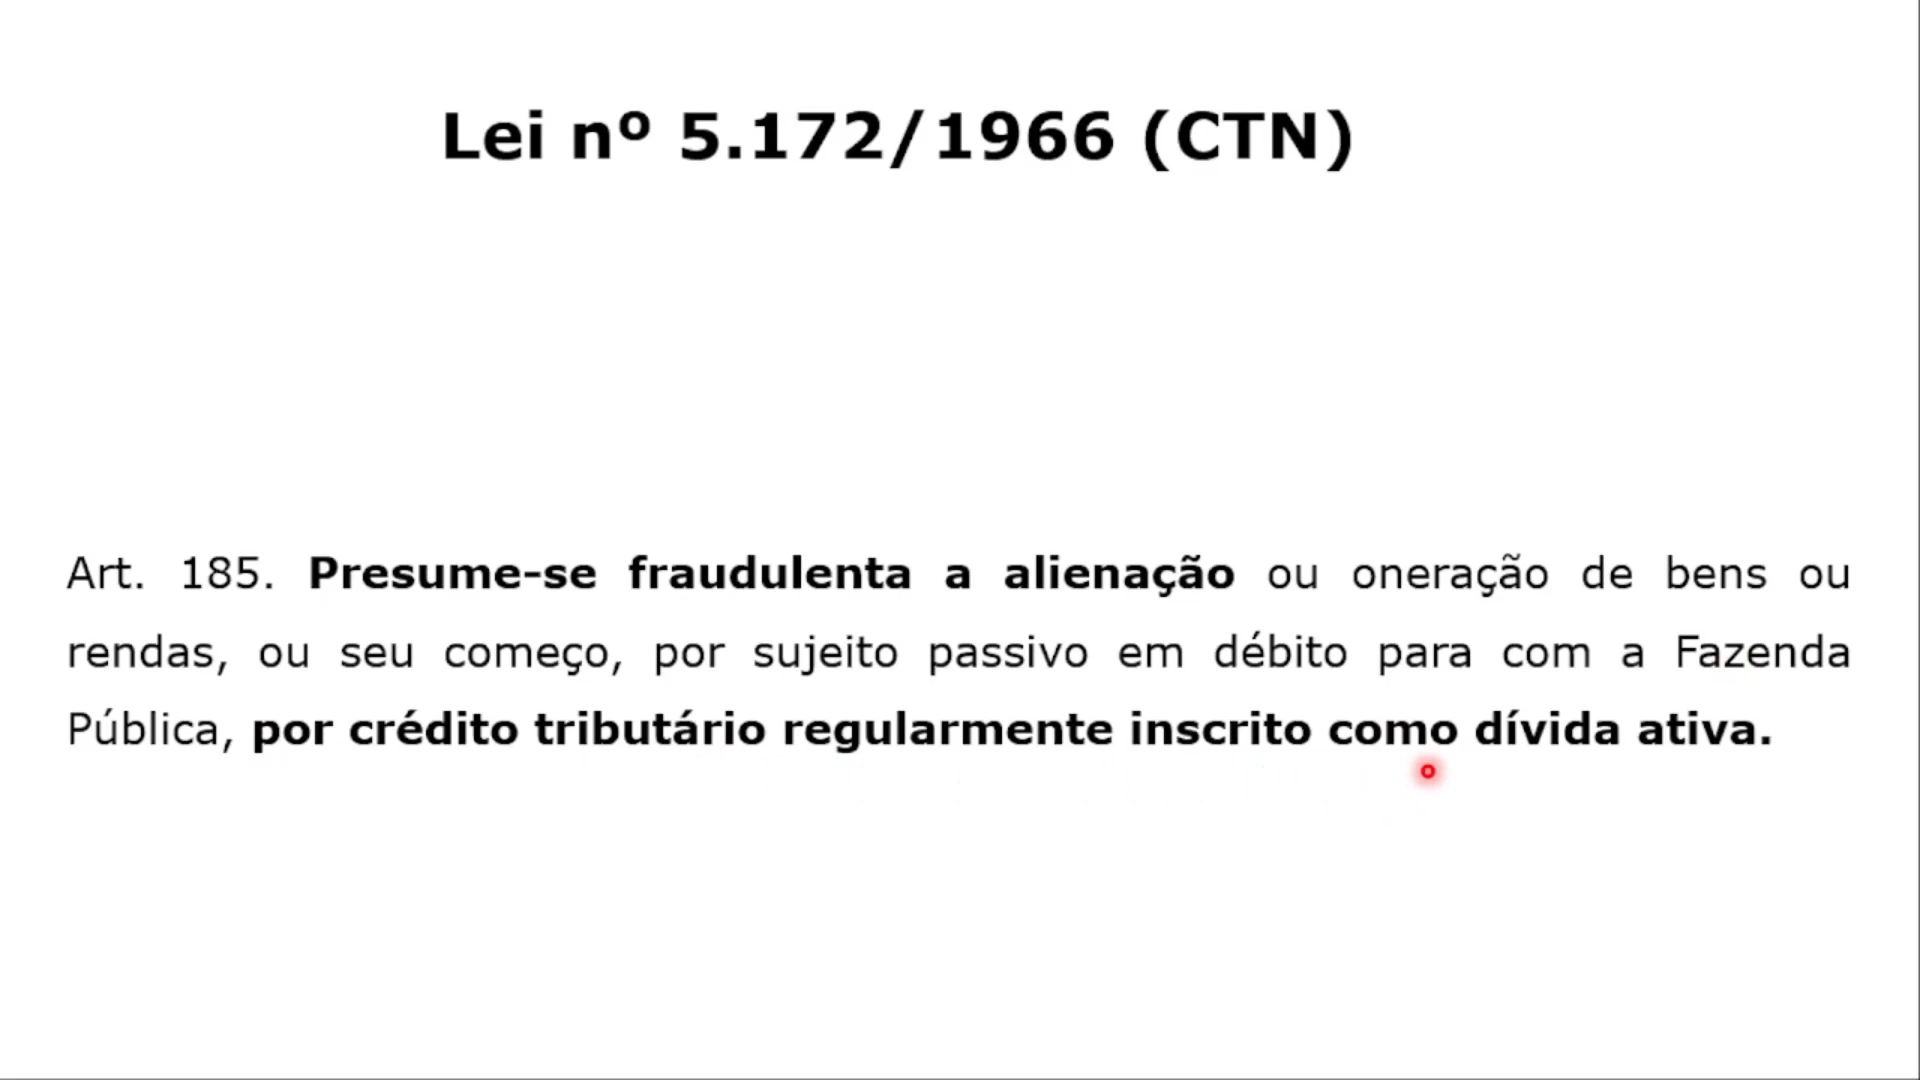 Lei nº 5.172/1966 (CTN)
Art. 185. Presume-se fraudulenta a alienação ou oneração de bens ou
rendas, ou seu começo, por sujeito passivo em débito para com a Fazenda
Pública, por crédito tributário regularmente inscrito como dívida ativa.